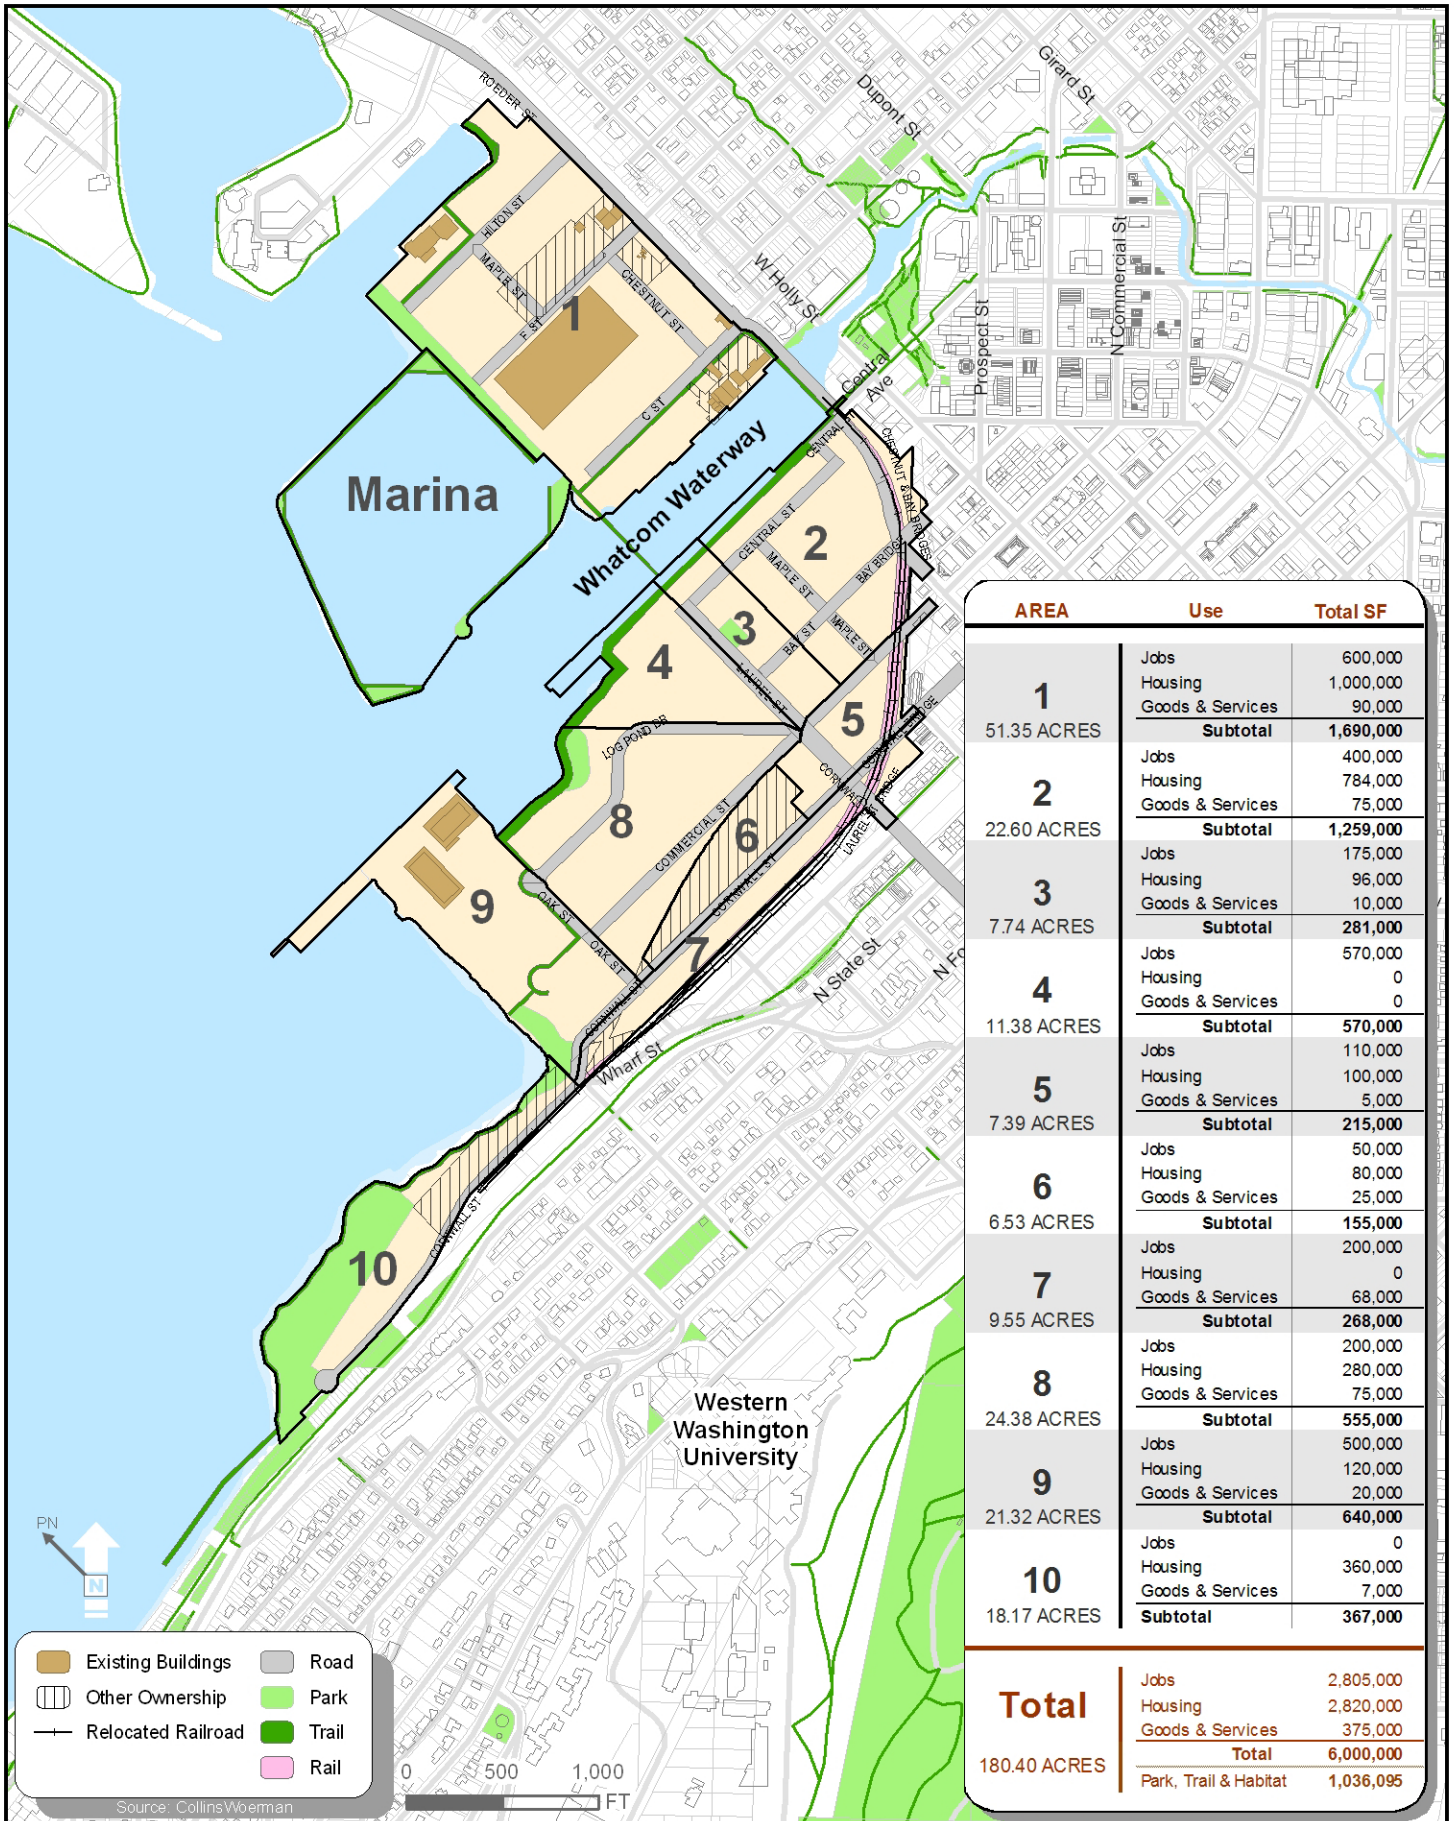 ROEDER ST
Girard St
Dupont St
HILTON ST
MAPLE ST
CHESTNUT ST
1
F ST
W Holly St
N Commercial St
Prospect St
Central
Ave
C ST
CENTRAL
CHESTNUT & BAY BRIDGES
Marina
Whatcom Waterway
CENTRAL ST
2
BAY BRIDGE
MAPLE ST
3
BAY ST
MAPLE ST
4
LAUREL ST
5
LOG POND DR
CORNWALL BRIDGE
CORNWALL
LAUREL ST BRIDGE
8
COMMERCIAL ST
6
CORNWALL ST
9
OAK ST
OAK ST
7
N State St
N Fo
CORNWALL ST
Wharf St
CORNWALL ST
10
Western
Washington
University
AREA Use Total SF
1
51.35 ACRES
Jobs 600,000
Housing 1,000,000
Goods & Services 90,000
Subtotal 1,690,000
2
22.60 ACRES
Jobs 400,000
Housing 784,000
Goods & Services 75,000
Subtotal 1,259,000
3
7.74 ACRES
Jobs 175,000
Housing 96,000
Goods & Services 10,000
Subtotal 281,000
4
11.38 ACRES
Jobs 570,000
Housing 0
Goods & Services 0
Subtotal 570,000
5
7.39 ACRES
Jobs 110,000
Housing 100,000
Goods & Services 5,000
Subtotal 215,000
6
6.53 ACRES
Jobs 50,000
Housing 80,000
Goods & Services 25,000
Subtotal 155,000
7
9.55 ACRES
Jobs 200,000
Housing 0
Goods & Services 68,000
Subtotal 268,000
8
24.38 ACRES
Jobs 200,000
Housing 280,000
Goods & Services 75,000
Subtotal 555,000
9
21.32 ACRES
Jobs 500,000
Housing 120,000
Goods & Services 20,000
Subtotal 640,000
10
18.17 ACRES
Jobs 0
Housing 360,000
Goods & Services 7,000
Subtotal 367,000
Total
180.40 ACRES
Jobs 2,805,000
Housing 2,820,000
Goods & Services 375,000
Total 6,000,000
Park, Trail & Habitat 1,036,095
PN
N
Existing Buildings
Other Ownership
Relocated Railroad
Road
Park
Trail
Rail
Source: CollinsWoerman
0 500 1,000
FT